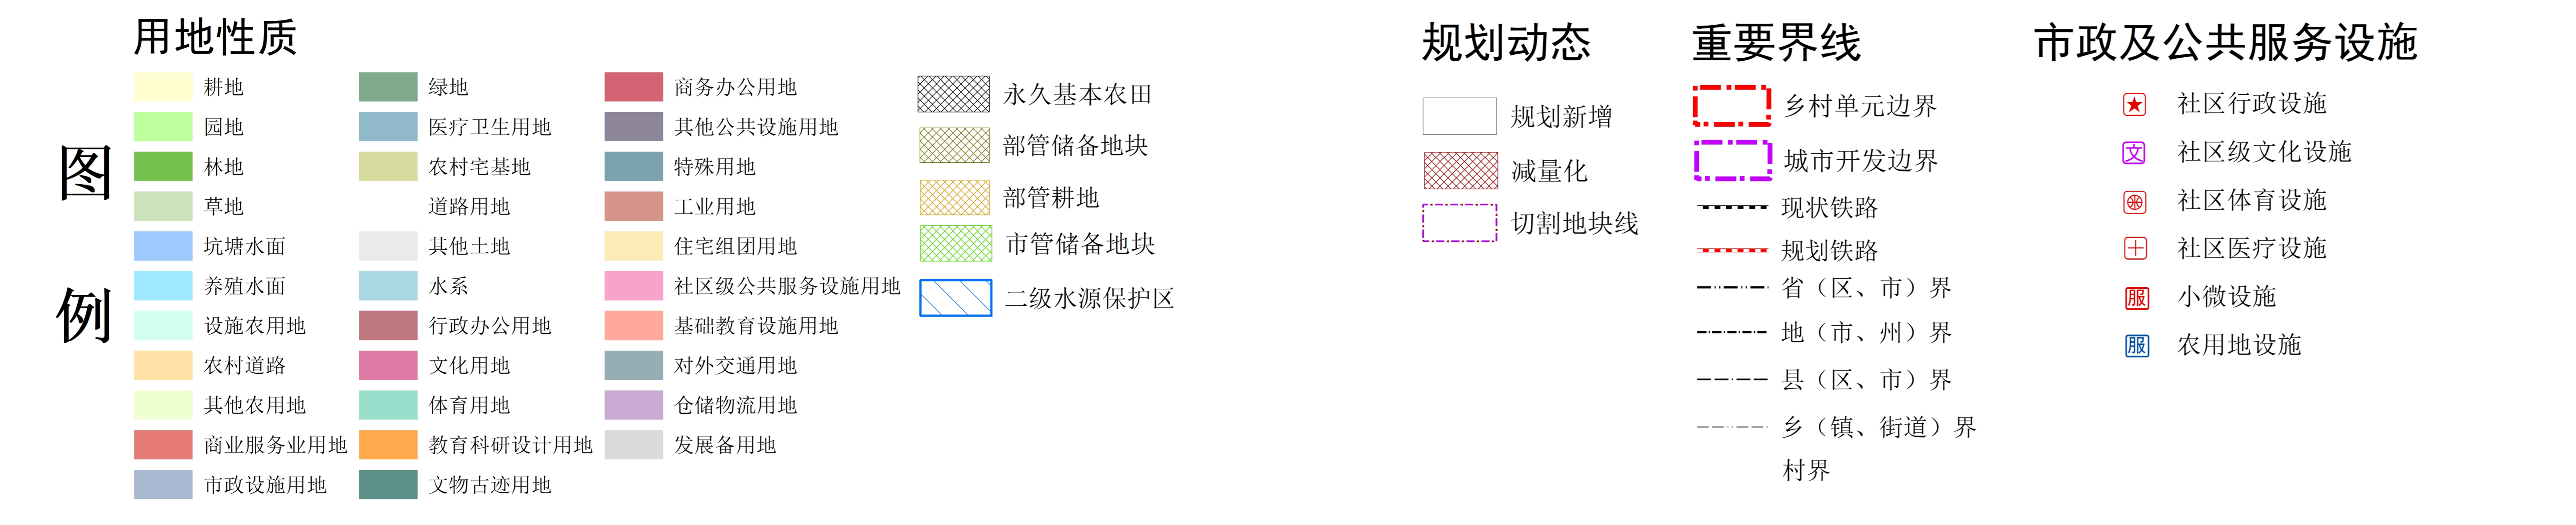 图
例
用地性质
耕地
园地
林地
草地
坑塘水面
养殖水面
设施农用地
农村道路
其他农用地
商业服务业用地
市政设施用地
绿地
医疗卫生用地
农村宅基地
道路用地
其他土地
水系
行政办公用地
文化用地
体育用地
教育科研设计用地
文物古迹用地
商务办公用地
其他公共设施用地
特殊用地
工业用地
住宅组团用地
社区级公共服务设施用地
基础教育设施用地
对外交通用地
仓储物流用地
发展备用地
永久基本农田
部管储备地块
部管耕地
市管储备地块
二级水源保护区
规划动态
规划新增
减量化
切割地块线
重要界线
乡村单元边界
城市开发边界
现状铁路
规划铁路
省（区、市）界
地（市、州）界
县（区、市）界
乡（镇、街道）界
村界
市政及公共服务设施
社区行政设施
文 社区级文化设施
社区体育设施
社区医疗设施
服 小微设施
服 农用地设施